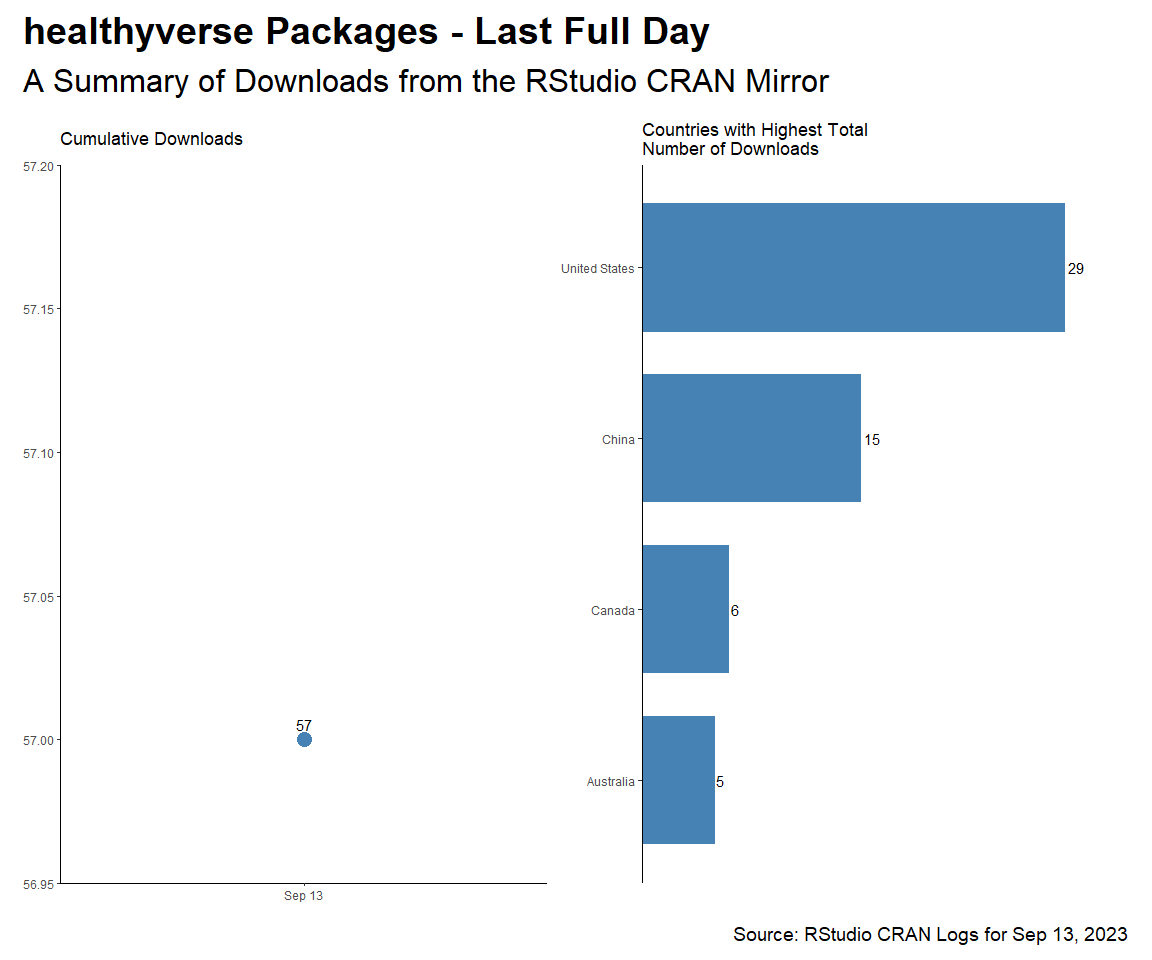 healthyverse Packages - Last Full Day
A Summary of Downloads from the RStudio CRAN Mirror
Cumulative Downloads
57.20
57.15
57.10
57.05
57.00
56.95
57
Sep 13
Countries with Highest Total
Number of Downloads
United States
29
China
15
Canada
6
Australia
5
Source: RStudio CRAN Logs for Sep 13, 2023